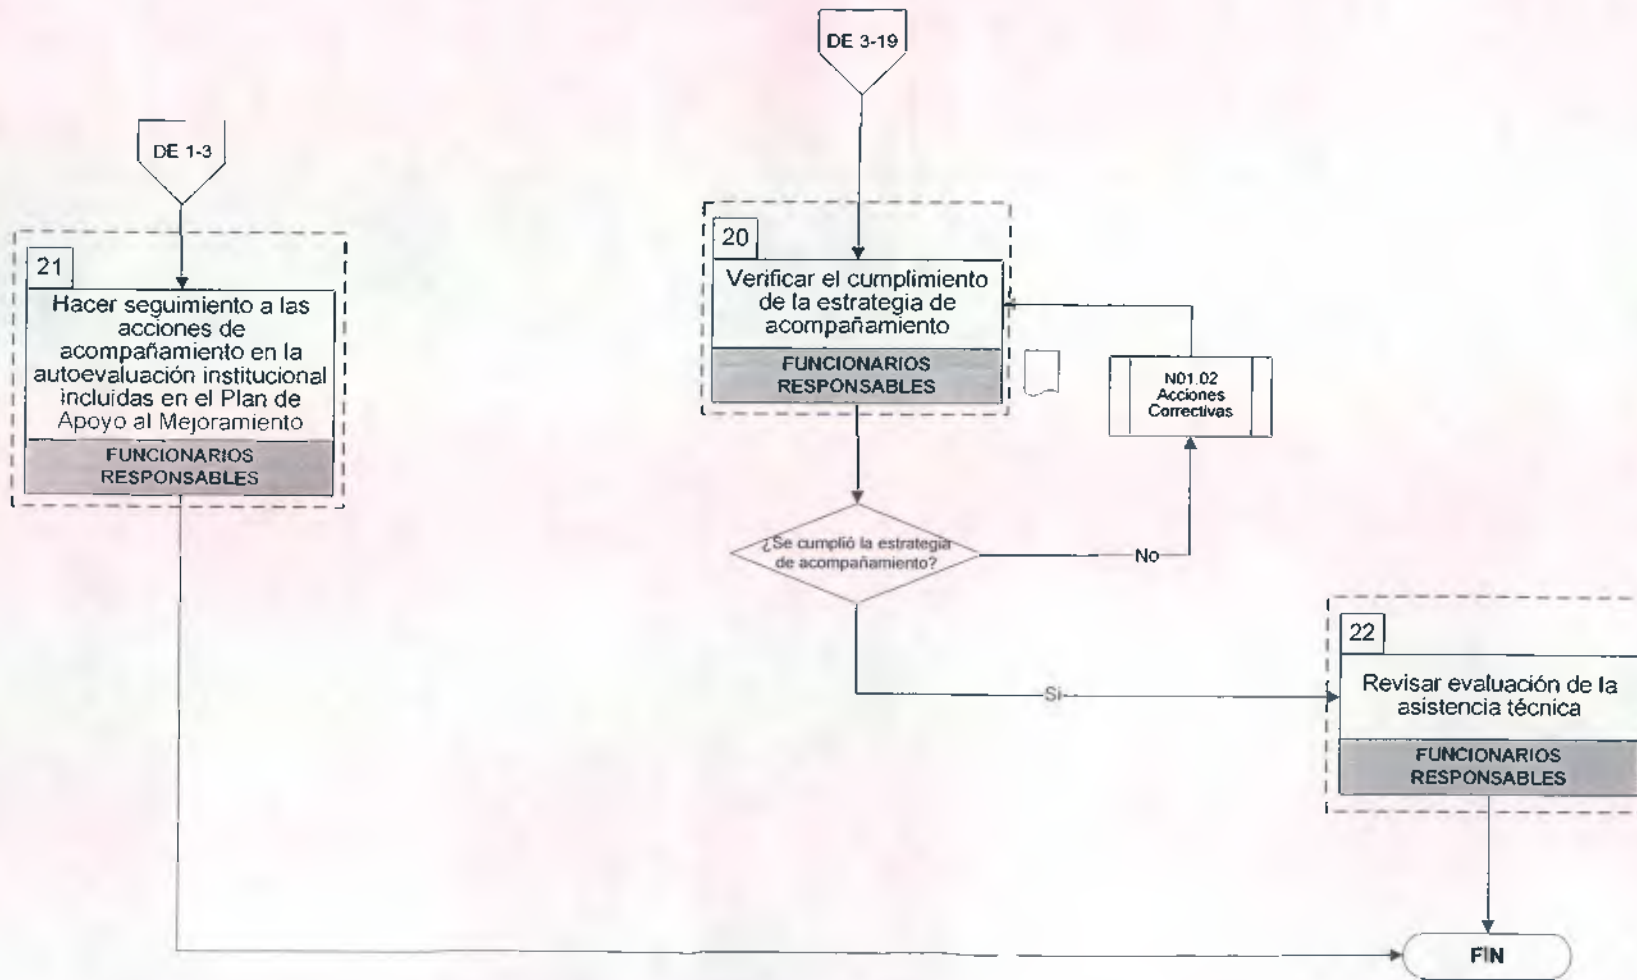 DE 3-19
DE 1-3
20
Verificar el cumplimiento
de la estrategia de
acompañamiento
FUNCIONARIOS
RESPONSABLES
21
Hacer seguimiento a las
acciones de
acompañamiento en la
autoevaluación institucional
incluidas en el Plan de
Apoyo al Mejoramiento
FUNCIONARIOS
RESPONSABLES
N01.02
Acciones
Correctivas
¿Se cumplió la estrategia
de acompañamiento?
No
Si
22
Revisar evaluación de la
asistencia técnica
FUNCIONARIOS
RESPONSABLES
FIN